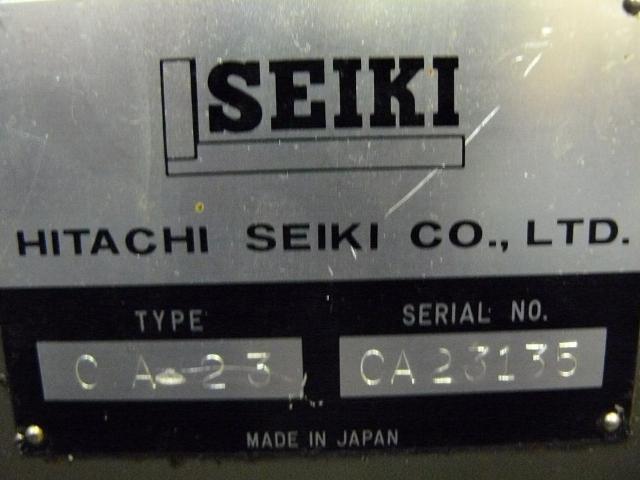 SEIKI
HITACHI SEIKI CO., LTD.
TYPE SERIAL NO.
CA-23 CA23135
MADE IN JAPAN